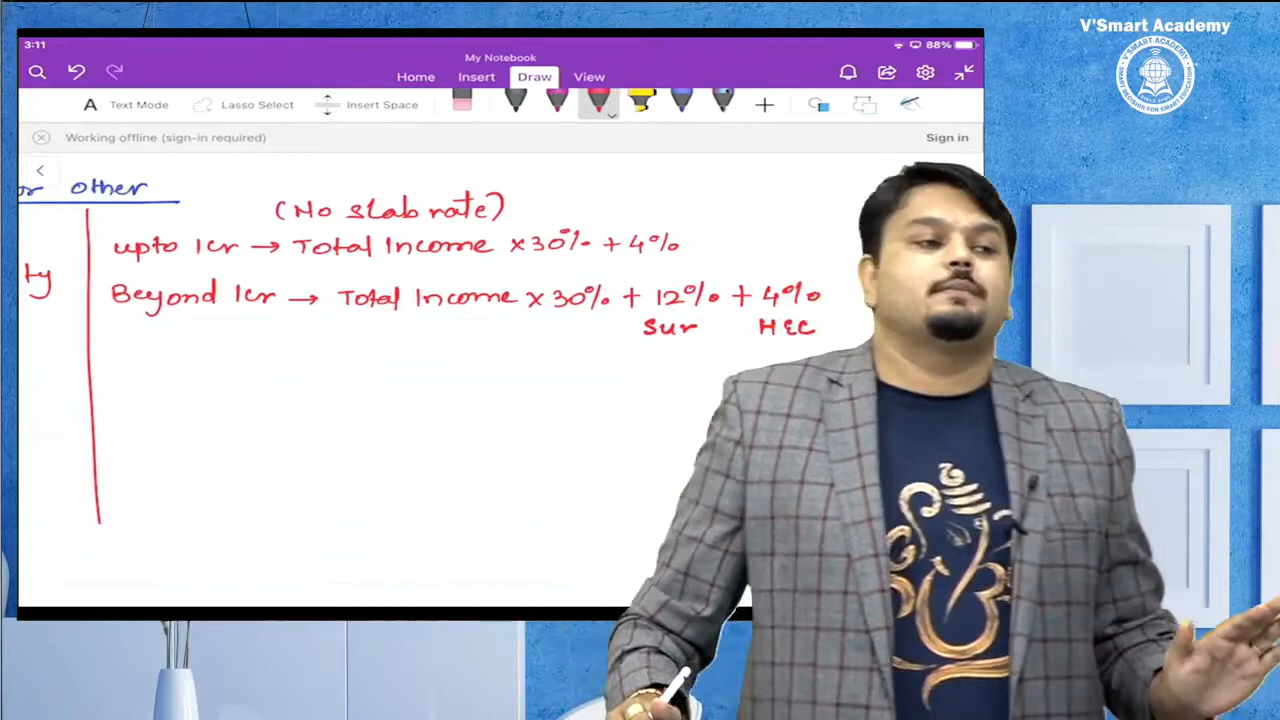 V'Smart Academy
3:11
88%
My Notebook
Home Insert Draw View
A Text Mode Lasso Select Insert Space
Working offline (sign-in required) Sign in
or other
(No slab rate)
upto 1cr → Total Income ×30% + 4%
ty
Beyond 1cr → Total Income ×30% + 12% + 4%
Sur HEC